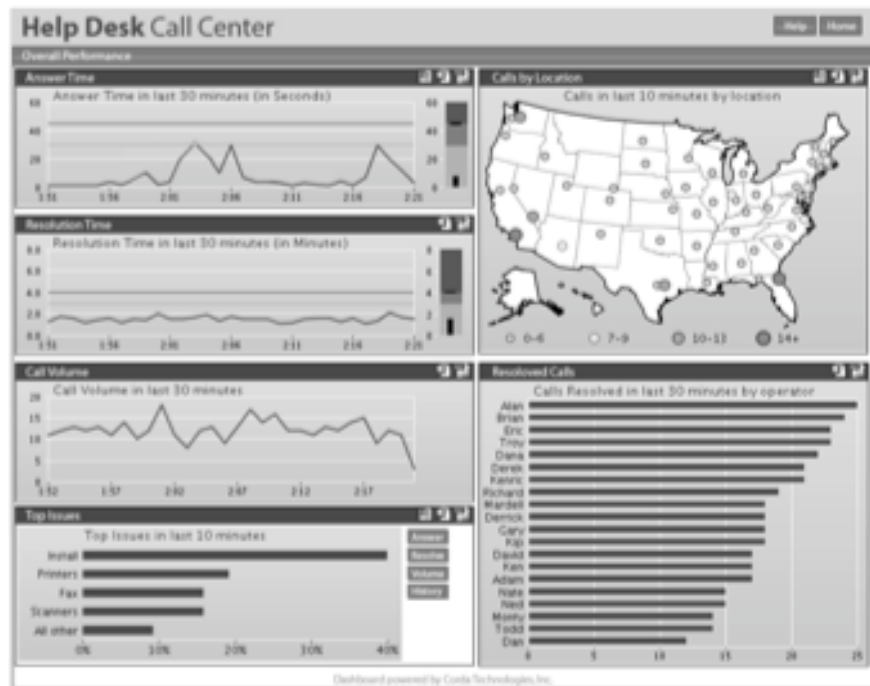 Help Desk Call Center
Help
Home
Overall Performance
Answer Time
Answer Time in last 30 minutes (in Seconds)
60
40
20
0
60
40
20
0
1:51
1:56
2:01
2:06
2:11
2:16
2:21
Resolution Time
Resolution Time in last 30 minutes (in Minutes)
8.0
6.0
4.0
2.0
0.0
8
6
4
2
0
1:51
1:56
2:01
2:06
2:11
2:16
2:21
Call Volume
Call Volume in last 30 minutes
20
15
10
5
0
1:52
1:57
2:02
2:07
2:12
2:17
Top Issues
Top Issues in last 10 minutes
Install
Printers
Fax
Scanners
All other
0%
10%
20%
30%
40%
Answer
Resolve
Volume
History
Calls by Location
Calls in last 10 minutes by location
0-6
7-9
10-13
14+
Resoloved Calls
Calls Resolved in last 30 minutes by operator
Alan
Brian
Eric
Troy
Dana
Derek
Kenric
Richard
Mardell
Derrick
Gary
Kip
David
Ken
Adam
Nate
Ned
Monty
Todd
Dan
0
5
10
15
20
25
Dashboard powered by Corda Technologies, Inc.